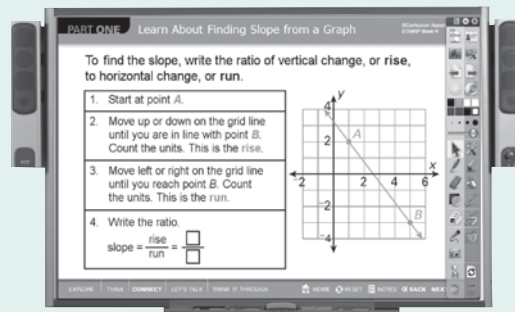 PART ONE Learn About Finding Slope from a Graph
To find the slope, write the ratio of vertical change, or rise,
to horizontal change, or run.
1. Start at point A.
2. Move up or down on the grid line
until you are in line with point B.
Count the units. This is the rise.
3. Move left or right on the grid line
until you reach point B. Count
the units. This is the run.
4. Write the ratio.
slope = rise/run = □/□
y
4
2
A
x
-2
2
4
6
-2
B
-4
EXPLORE THINK CONNECT LET'S TALK THINK IT THROUGH HOME RESET NOTES BACK NEXT